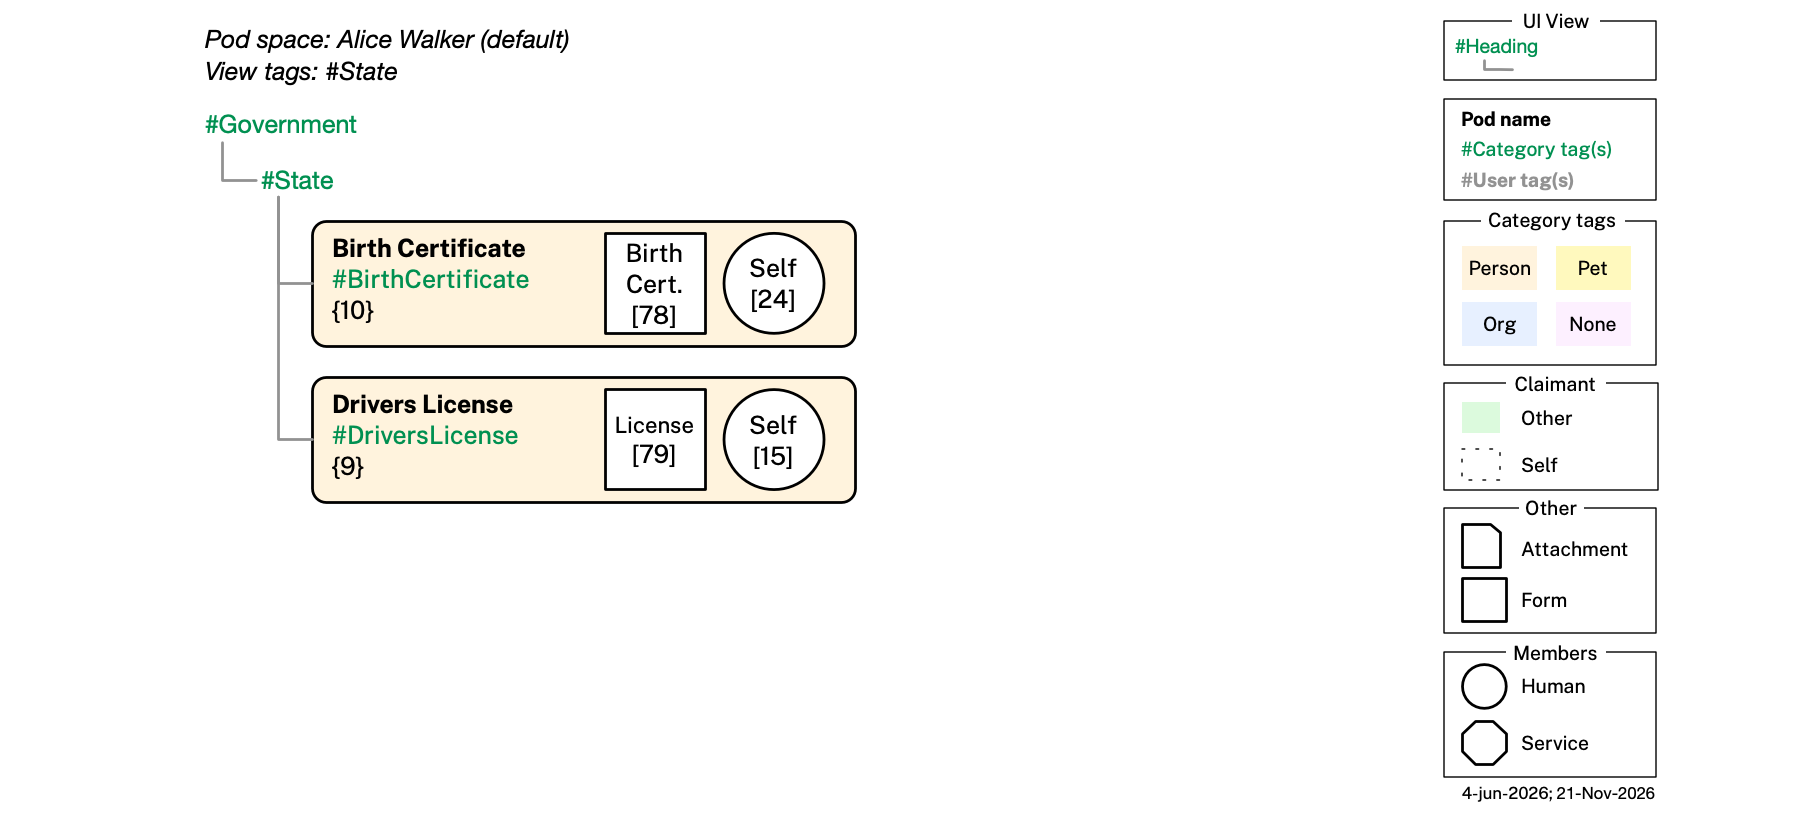 Pod space: Alice Walker (default)
View tags: #State
#Government
#State
Birth Certificate
#BirthCertificate
{10}
Birth
Cert.
[78]
Self
[24]
Drivers License
#DriversLicense
{9}
License
[79]
Self
[15]
UI View
#Heading
Pod name
#Category tag(s)
#User tag(s)
Category tags
Person
Pet
Org
None
Claimant
Other
Self
Other
Attachment
Form
Members
Human
Service
4-jun-2026; 21-Nov-2026